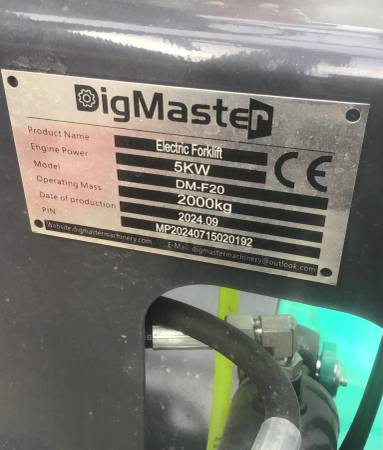 DigMaster
Product Name Electric Forklift
Engine Power 5KW
Model DM-F20
Operating Mass 2000kg
Date of production 2024.09
PIN MP20240715020192
CE
Website:digmastermachinery.com E-Mail: digmastermachinery@outlook.com